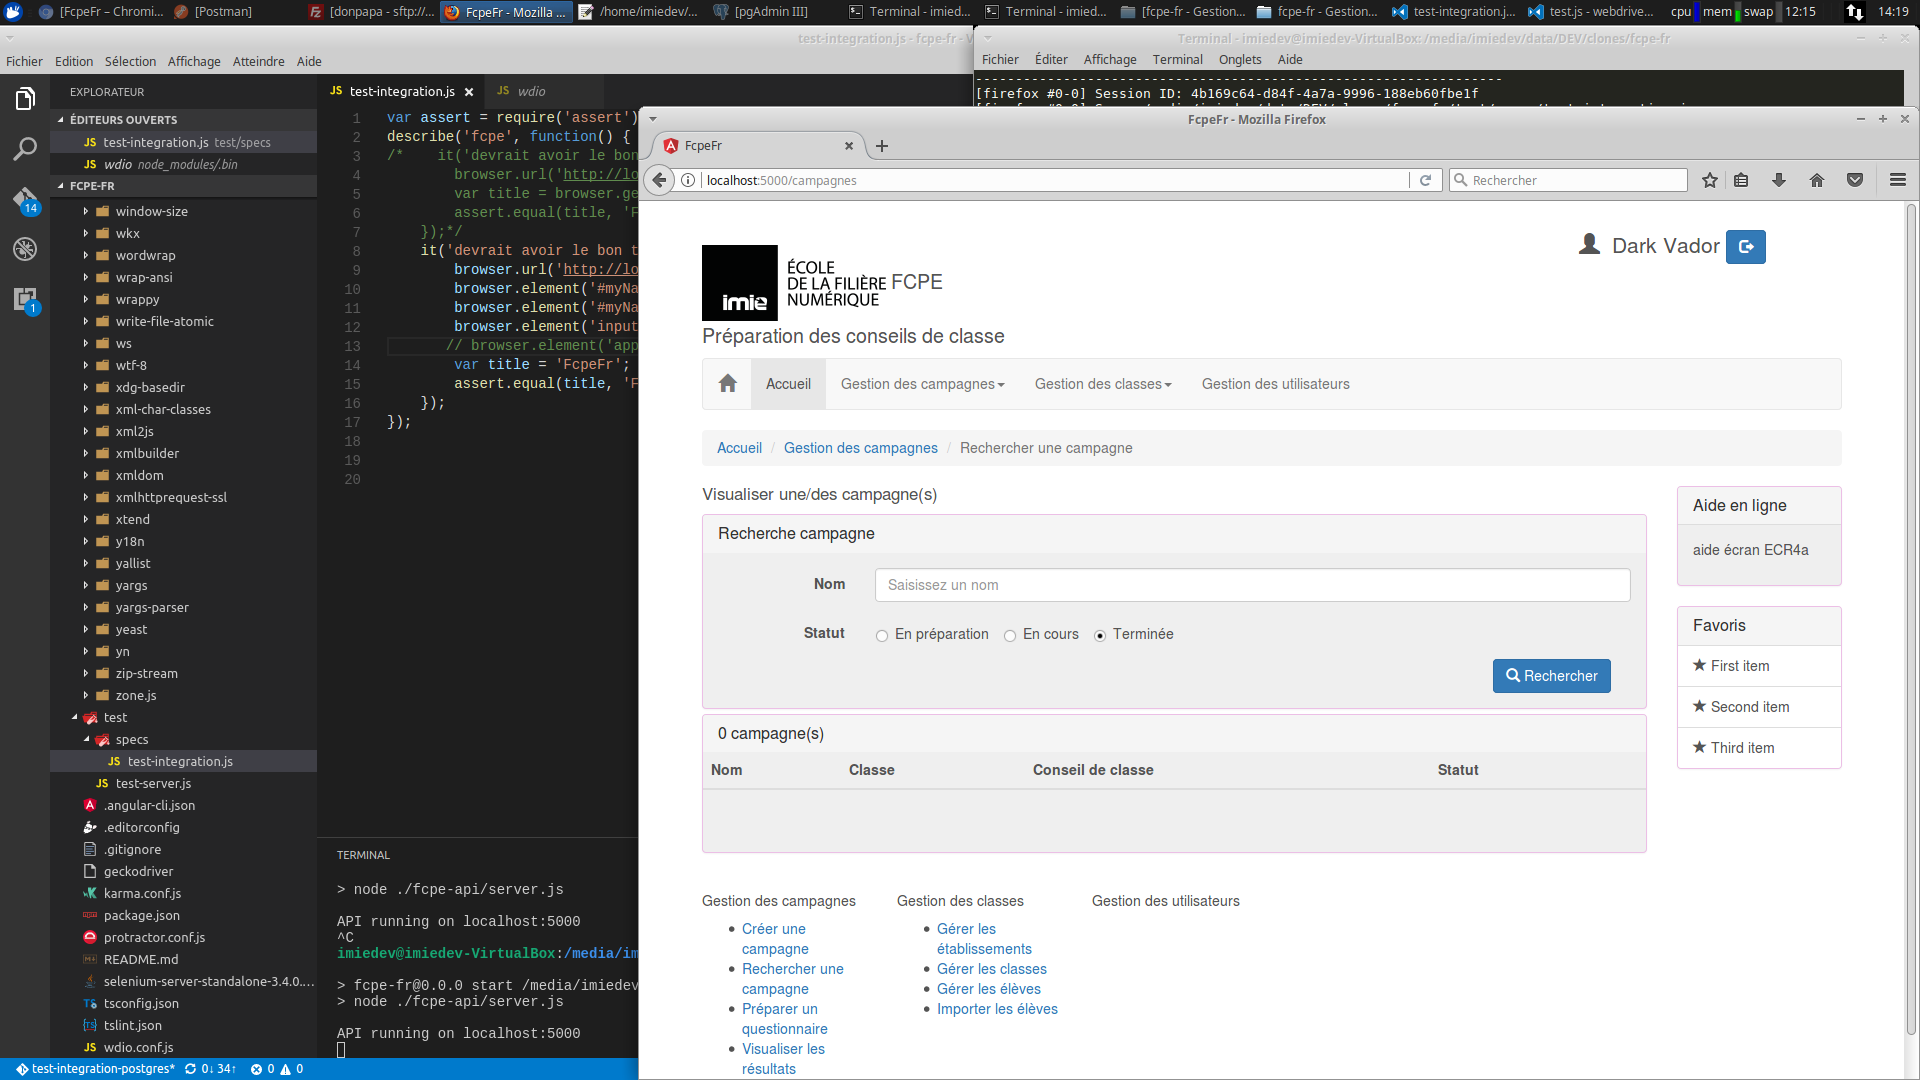 [FcpeFr – Chromi...
[Postman]
[donpapa - sftp://...
FcpeFr - Mozilla ...
/home/imiedev/...
[pgAdmin III]
Terminal - imied...
Terminal - imied...
[fcpe-fr - Gestion...
fcpe-fr - Gestion...
test-integration.j...
test.js - webdrive...
cpu
mem
swap
12:15
14:19
test-integration.js - fcpe-fr - V
Fichier Edition Sélection Affichage Atteindre Aide
EXPLORATEUR
ÉDITEURS OUVERTS
JS test-integration.js test/specs
JS wdio node_modules/.bin
FCPE-FR
14
1
window-size
wkx
wordwrap
wrap-ansi
wrappy
write-file-atomic
ws
wtf-8
xdg-basedir
xml-char-classes
xml2js
xmlbuilder
xmldom
xmlhttprequest-ssl
xtend
y18n
yallist
yargs
yargs-parser
yeast
yn
zip-stream
zone.js
test
specs
JS test-integration.js
JS test-server.js
.angular-cli.json
.editorconfig
.gitignore
geckodriver
karma.conf.js
package.json
protractor.conf.js
README.md
selenium-server-standalone-3.4.0....
tsconfig.json
tslint.json
JS wdio.conf.js
test-integration-postgres* 0↓ 34↑ 0 0
JS test-integration.js
JS wdio
1 var assert = require('assert')
2 describe('fcpe', function() {
3 /* it('devrait avoir le bon
4 browser.url('http://lo
5 var title = browser.ge
6 assert.equal(title, 'F
7 });*/
8 it('devrait avoir le bon t
9 browser.url('http://lo
10 browser.element('#myNa
11 browser.element('#myNa
12 browser.element('input
13 // browser.element('app
14 var title = 'FcpeFr';
15 assert.equal(title, 'F
16 });
17 });
18
19
20
TERMINAL
> node ./fcpe-api/server.js
API running on localhost:5000
^C
imiedev@imiedev-VirtualBox:/media/im
> fcpe-fr@0.0.0 start /media/imiedev
> node ./fcpe-api/server.js
API running on localhost:5000
Terminal - imiedev@imiedev-VirtualBox: /media/imiedev/data/DEV/clones/fcpe-fr
Fichier Éditer Affichage Terminal Onglets Aide
[firefox #0-0] Session ID: 4b169c64-d84f-4a7a-9996-188eb60fbe1f
FcpeFr - Mozilla Firefox
FcpeFr
localhost:5000/campagnes
Rechercher
imie
ÉCOLE
DE LA FILIÈRE
NUMÉRIQUE
FCPE
Dark Vador
Préparation des conseils de classe
Accueil Gestion des campagnes Gestion des classes Gestion des utilisateurs
Accueil / Gestion des campagnes / Rechercher une campagne
Visualiser une/des campagne(s)
Recherche campagne
Nom Saisissez un nom
Statut En préparation En cours Terminée
Rechercher
0 campagne(s)
Nom Classe Conseil de classe Statut
Aide en ligne
aide écran ECR4a
Favoris
First item
Second item
Third item
Gestion des campagnes
Créer une
campagne
Rechercher une
campagne
Préparer un
questionnaire
Visualiser les
résultats
Gestion des classes
Gérer les
établissements
Gérer les classes
Gérer les élèves
Importer les élèves
Gestion des utilisateurs